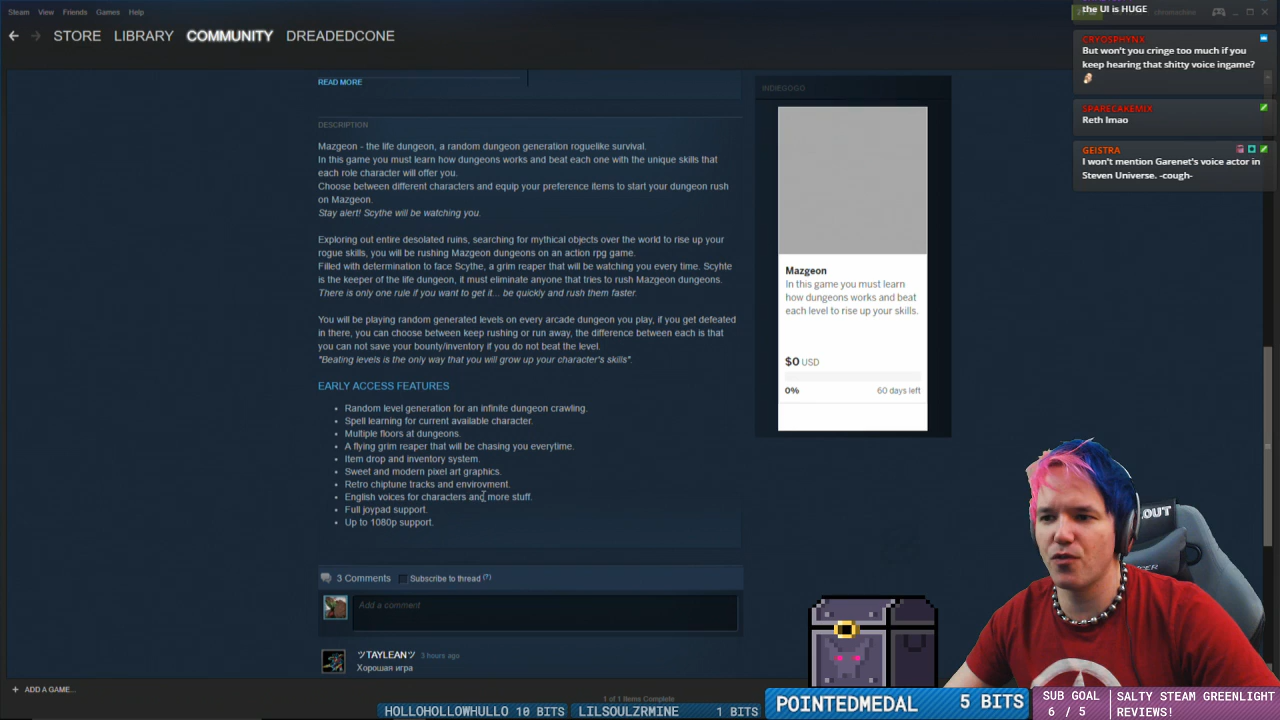 Steam View Friends Games Help
STORE LIBRARY COMMUNITY DREADEDCONE
READ MORE
DESCRIPTION
Mazgeon - the life dungeon, a random dungeon generation roguelike survival.
In this game you must learn how dungeons works and beat each one with the unique skills that
each role character will offer you.
Choose between different characters and equip your preference items to start your dungeon rush
on Mazgeon.
Stay alert! Scythe will be watching you.
Exploring out entire desolated ruins, searching for mythical objects over the world to rise up your
rogue skills, you will be rushing Mazgeon dungeons on an action rpg game.
Filled with determination to face Scythe, a grim reaper that will be watching you every time. Scyhte
is the keeper of the life dungeon, it must eliminate anyone that tries to rush Mazgeon dungeons.
There is only one rule if you want to get it... be quickly and rush them faster.
You will be playing random generated levels on every arcade dungeon you play, if you get defeated
in there, you can choose between keep rushing or run away, the difference between each is that
you can not save your bounty/inventory if you do not beat the level.
"Beating levels is the only way that you will grow up your character's skills".
EARLY ACCESS FEATURES
• Random level generation for an infinite dungeon crawling.
• Spell learning for current available character.
• Multiple floors at dungeons.
• A flying grim reaper that will be chasing you everytime.
• Item drop and inventory system.
• Sweet and modern pixel art graphics.
• Retro chiptune tracks and enviroyment.
• English voices for characters and more stuff.
• Full joypad support.
• Up to 1080p support.
3 Comments Subscribe to thread (?)
Add a comment
ツTAYLEANツ 3 hours ago
Хорошая игра
INDIEGOGO
Mazgeon
In this game you must learn
how dungeons works and beat
each level to rise up your skills.
$0 USD
0% 60 days left
the UI is HUGE
CRYOSPHYNX
But won't you cringe too much if you
keep hearing that shitty voice ingame?
SPARECAKEMIX
Reth lmao
GEISTRA
I won't mention Garenet's voice actor in
Steven Universe. -cough-
OUT
+ ADD A GAME...
1 of 1 Items Complete
HOLLOHOLLOWHULLO 10 BITS LILSOULZRMINE 1 BITS
POINTEDMEDAL 5 BITS
SUB GOAL
6 / 5
SALTY STEAM GREENLIGHT
REVIEWS!